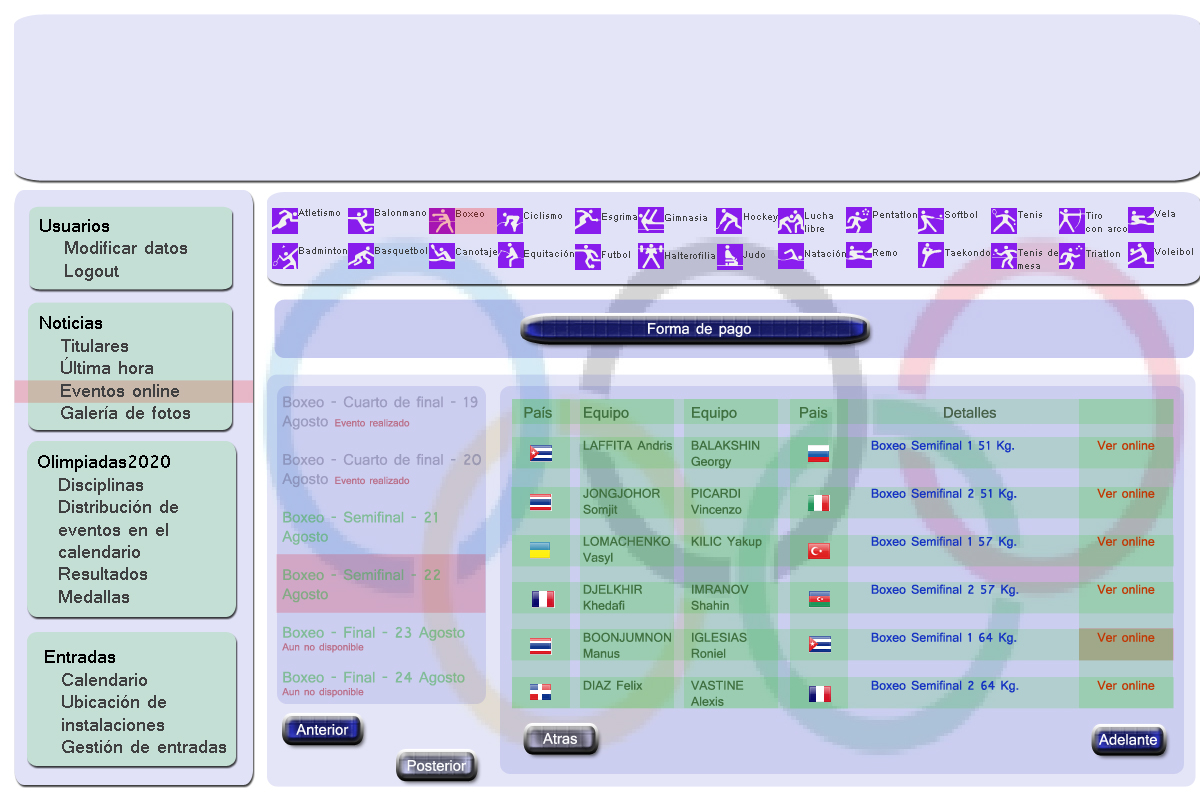 Usuarios
Modificar datos
Logout
Noticias
Titulares
Última hora
Eventos online
Galería de fotos
Olimpiadas2020
Disciplinas
Distribución de
eventos en el
calendario
Resultados
Medallas
Entradas
Calendario
Ubicación de
instalaciones
Gestión de entradas
Atletismo Balonmano Boxeo Ciclismo Esgrima Gimnasia Hockey Lucha libre Pentatlon Softbol Tenis Tiro con arco Vela
Badminton Basquetbol Canotaje Equitación Futbol Halterofilia Judo Natación Remo Taekondo Tenis de mesa Triatlon Voleibol
Forma de pago
Boxeo - Cuarto de final - 19
Agosto Evento realizado
Boxeo - Cuarto de final - 20
Agosto Evento realizado
Boxeo - Semifinal - 21
Agosto
Boxeo - Semifinal - 22
Agosto
Boxeo - Final - 23 Agosto
Aun no disponible
Boxeo - Final - 24 Agosto
Aun no disponible
Anterior
Posterior
País Equipo Equipo Pais Detalles
LAFFITA Andris BALAKSHIN Georgy Boxeo Semifinal 1 51 Kg. Ver online
JONGJOHOR Somjit PICARDI Vincenzo Boxeo Semifinal 2 51 Kg. Ver online
LOMACHENKO Vasyl KILIC Yakup Boxeo Semifinal 1 57 Kg. Ver online
DJELKHIR Khedafi IMRANOV Shahin Boxeo Semifinal 2 57 Kg. Ver online
BOONJUMNON Manus IGLESIAS Roniel Boxeo Semifinal 1 64 Kg. Ver online
DIAZ Felix VASTINE Alexis Boxeo Semifinal 2 64 Kg. Ver online
Atras
Adelante